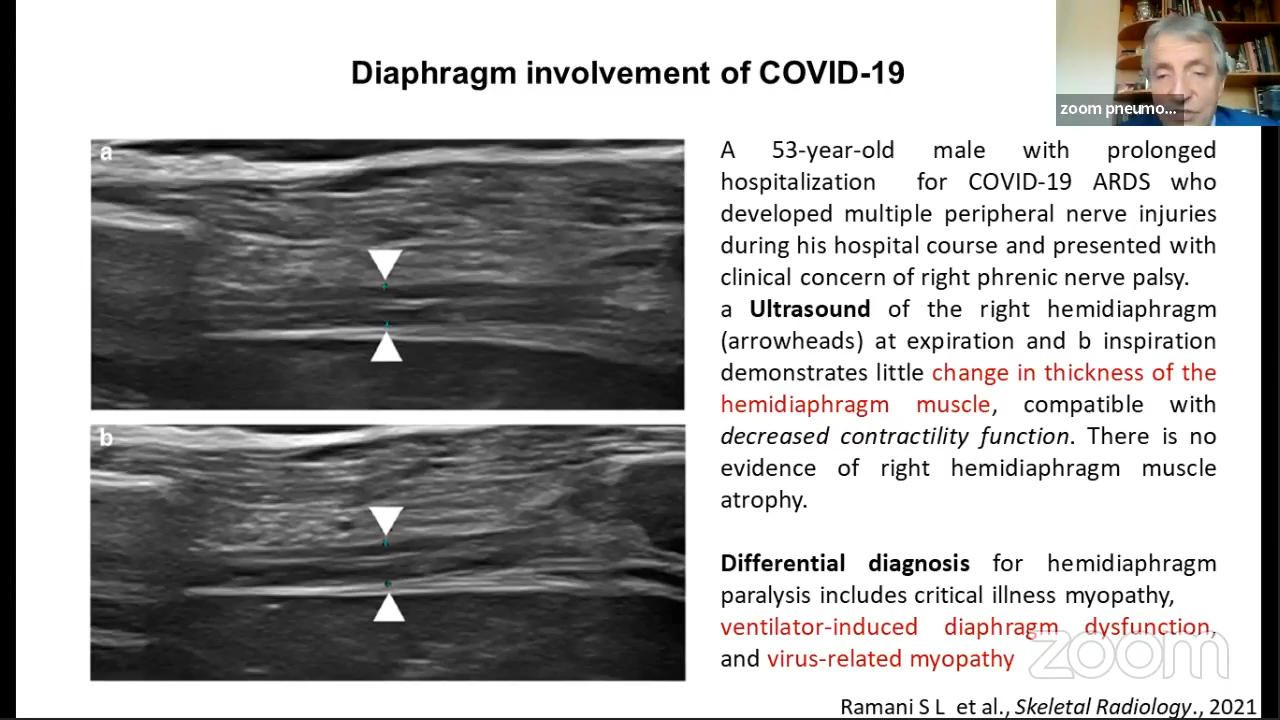 Diaphragm involvement of COVID-19
zoom pneumo...
a
b
A 53-year-old male with prolonged
hospitalization for COVID-19 ARDS who
developed multiple peripheral nerve injuries
during his hospital course and presented with
clinical concern of right phrenic nerve palsy.
a Ultrasound of the right hemidiaphragm
(arrowheads) at expiration and b inspiration
demonstrates little change in thickness of the
hemidiaphragm muscle, compatible with
decreased contractility function. There is no
evidence of right hemidiaphragm muscle
atrophy.
Differential diagnosis for hemidiaphragm
paralysis includes critical illness myopathy,
ventilator-induced diaphragm dysfunction,
and virus-related myopathy
zoom
Ramani S L et al., Skeletal Radiology., 2021